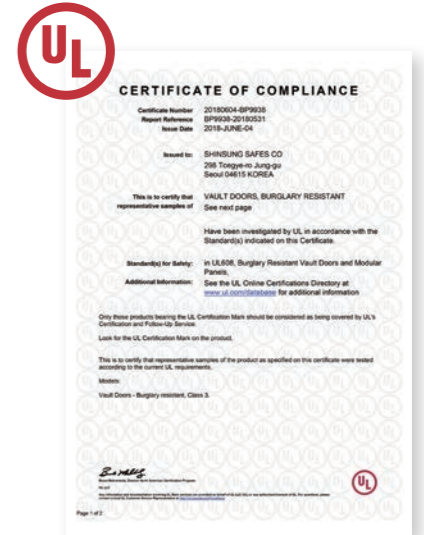 UL
CERTIFICATE OF COMPLIANCE
Certificate Number 20180604-BP9938
Report Reference BP9938-20180531
Issue Date 2018-JUNE-04
Issued to: SHINSUNG SAFES CO
298 Toegye-ro Jung-gu
Seoul 04615 KOREA
This is to certify that VAULT DOORS, BURGLARY RESISTANT
representative samples of See next page
Have been investigated by UL in accordance with the
Standard(s) indicated on this Certificate.
Standard(s) for Safety: in UL608, Burglary Resistant Vault Doors and Modular
Panels,
Additional Information: See the UL Online Certifications Directory at
www.ul.com/database for additional information
Only those products bearing the UL Certification Mark should be considered as being covered by UL's
Certification and Follow-Up Service.
Look for the UL Certification Mark on the product.
This is to certify that representative samples of the product as specified on this certificate were tested
according to the current UL requirements.
Models:
Vault Doors - Burglary resistent, Class 3.
UL
Page 1 of 2